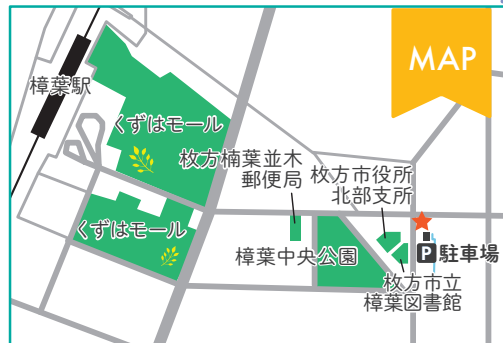 MAP
樟葉駅
くずはモール
枚方楠葉並木
郵便局
枚方市役所
北部支所
くずはモール
樟葉中央公園
P駐車場
枚方市立
樟葉図書館